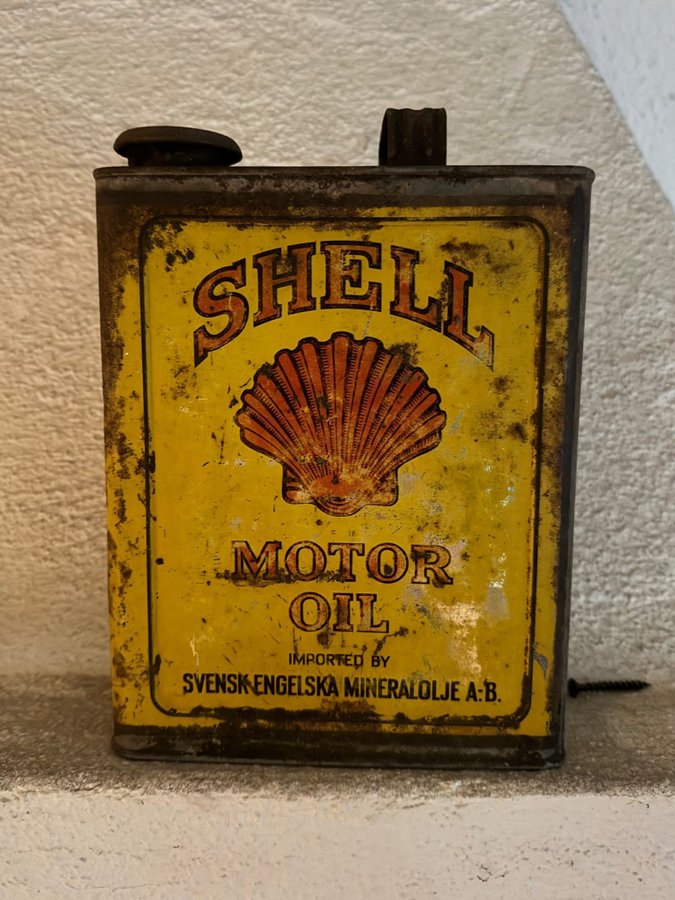 SHELL
MOTOR
OIL
IMPORTED BY
SVENSK-ENGELSKA MINERALOLJE A-B.